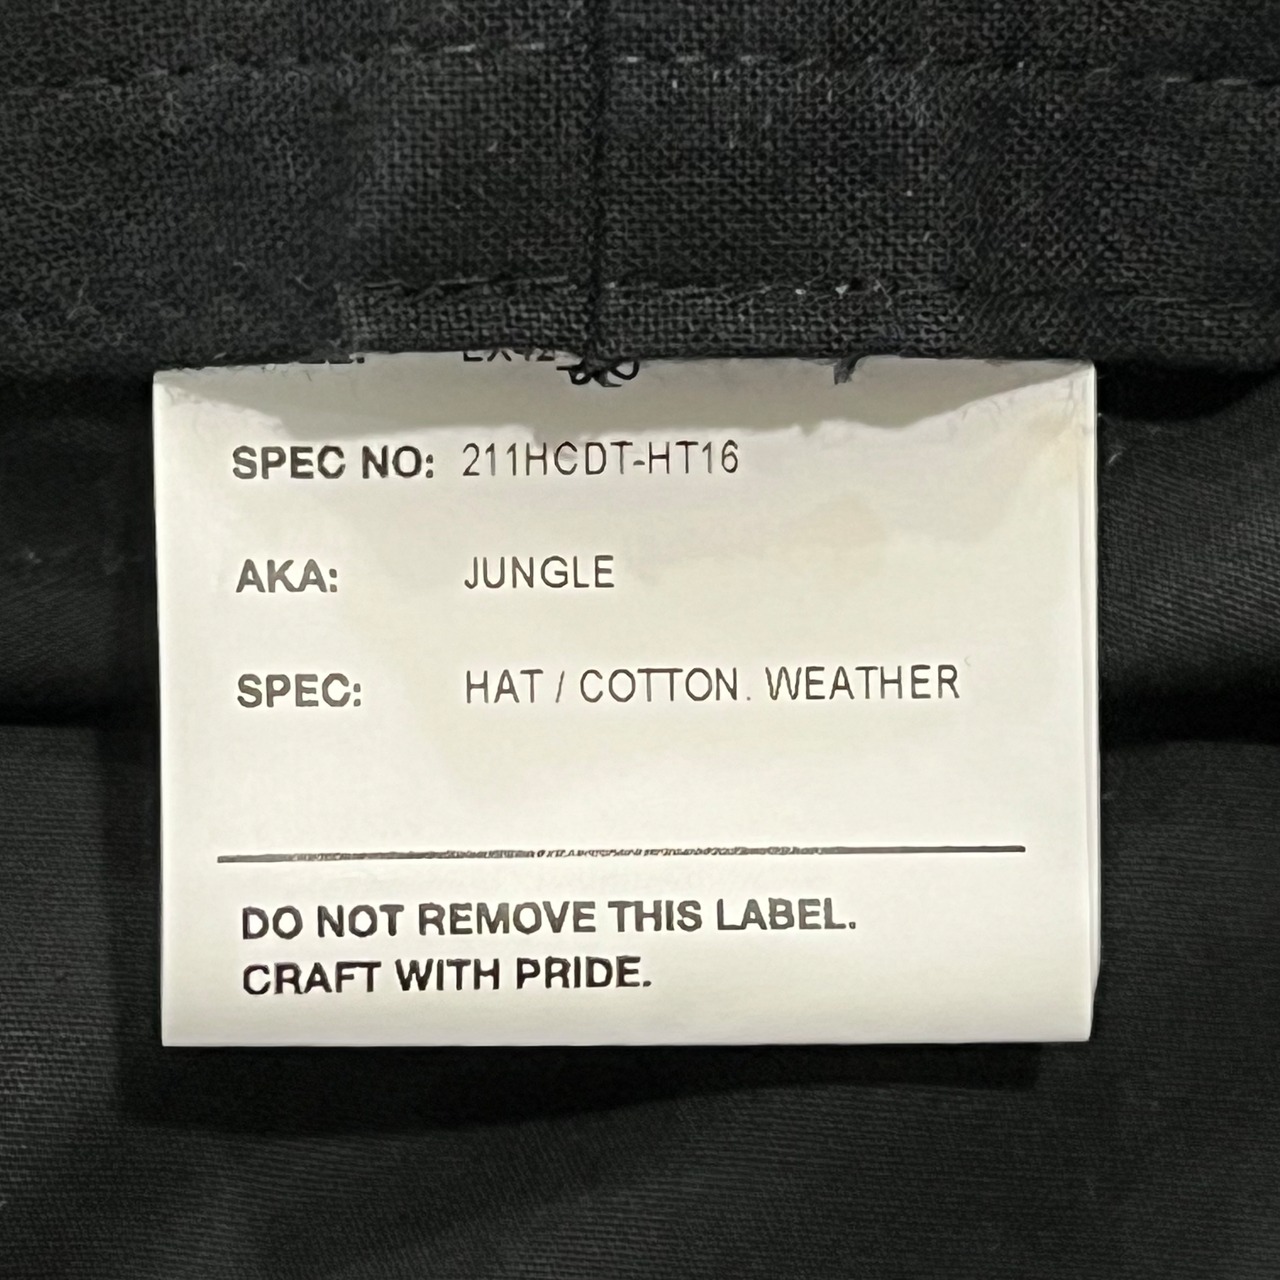 SPEC NO: 211HCDT-HT16
AKA: JUNGLE
SPEC: HAT / COTTON. WEATHER
DO NOT REMOVE THIS LABEL.
CRAFT WITH PRIDE.